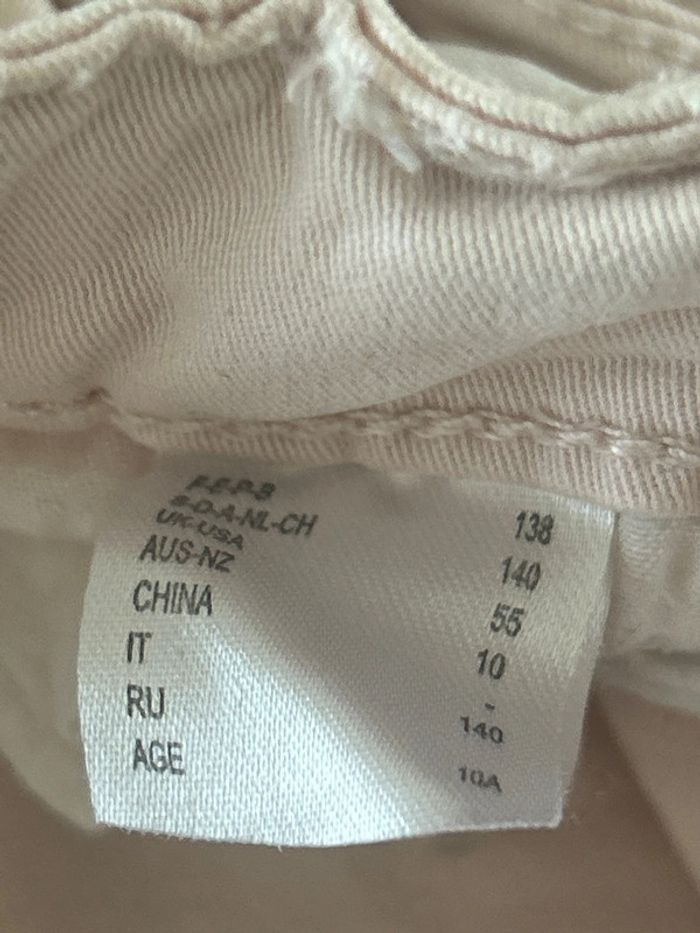 F-E-P-B
S-D-A-NL-CH
UK-USA
AUS-NZ
CHINA
IT
RU
AGE
138
140
55
10
-
140
10A